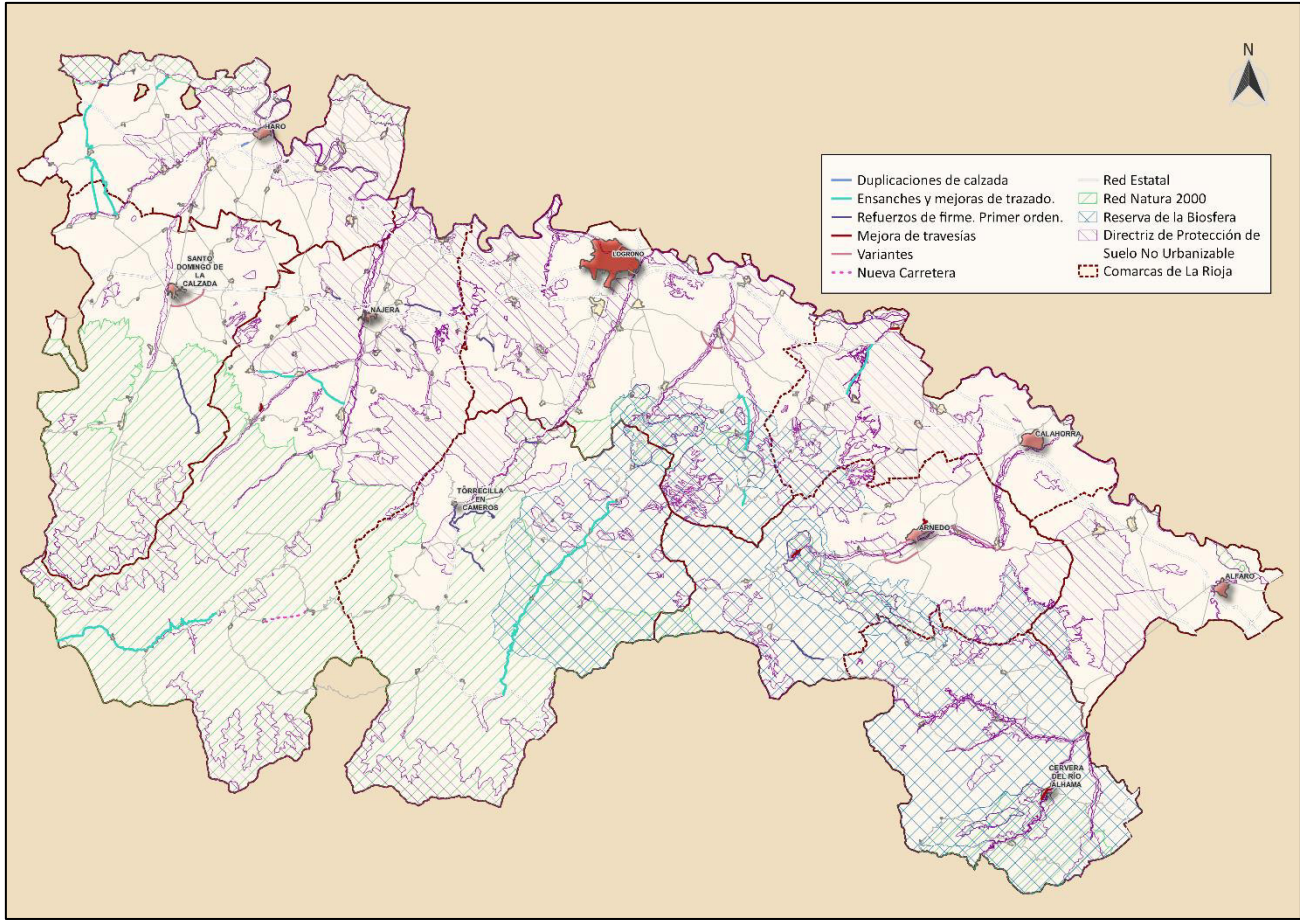 N
HARO
Duplicaciones de calzada
Ensanches y mejoras de trazado.
Refuerzos de firme. Primer orden.
Mejora de travesías
Variantes
Nueva Carretera
Red Estatal
Red Natura 2000
Reserva de la Biosfera
Directriz de Protección de
Suelo No Urbanizable
Comarcas de La Rioja
LOGROÑO
SANTO
DOMINGO DE
LA
CALZADA
NÁJERA
CALAHORRA
TORRECILLA
EN
CAMEROS
ARNEDO
ALFARO
CERVERA
DEL RÍO
ALHAMA